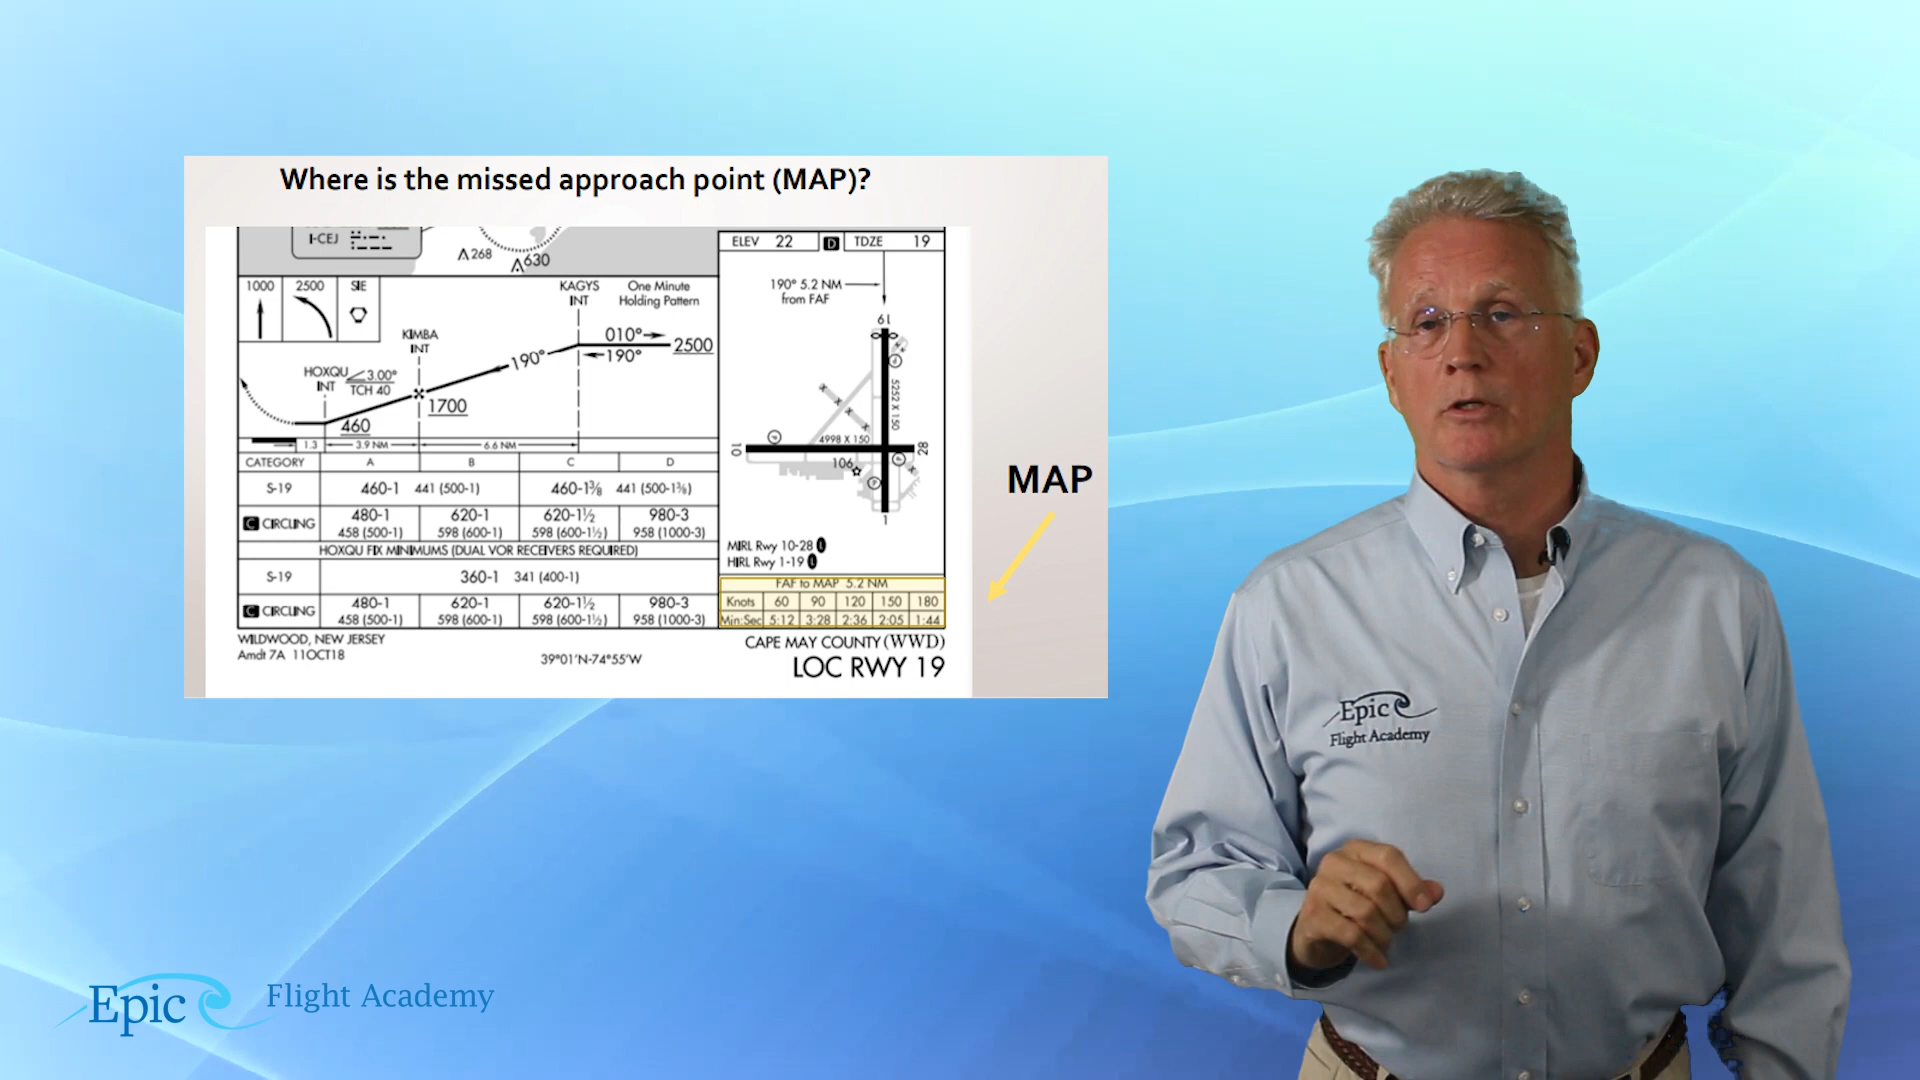 Where is the missed approach point (MAP)?
I-CEJ
268
630
ELEV 22 D TDZE 19
1000 2500 SIE
KAGYS INT
One Minute
Holding Pattern
190° 5.2 NM
from FAF
19
KIMBA
INT
010°
2500
190°
190°
HOXQU
INT
3.00°
TCH 40
1700
460
1.3 3.9 NM 6.6 NM
5252 X 150
10
4998 X 150
28
106
1
MAP
CATEGORY A B C D
S-19 460-1 441 (500-1) 460-1⅜ 441 (500-1⅜)
C CIRCLING 480-1 458 (500-1) 620-1 598 (600-1) 620-1½ 598 (600-1½) 980-3 958 (1000-3)
HOXQU FIX MINIMUMS (DUAL VOR RECEIVERS REQUIRED)
S-19 360-1 341 (400-1)
C CIRCLING 480-1 458 (500-1) 620-1 598 (600-1) 620-1½ 598 (600-1½) 980-3 958 (1000-3)
MIRL Rwy 10-28 L
HIRL Rwy 1-19 L
FAF to MAP 5.2 NM
Knots 60 90 120 150 180
Min:Sec 5:12 3:28 2:36 2:05 1:44
WILDWOOD, NEW JERSEY
Amdt 7A 11OCT18
39°01'N-74°55'W
CAPE MAY COUNTY (WWD)
LOC RWY 19
Epic
Flight Academy
Epic Flight Academy